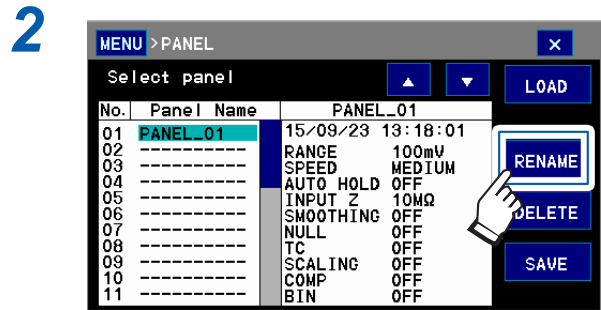 2
MENU > PANEL ×
Select panel ▲ ▼ LOAD
No. Panel Name PANEL_01
01 PANEL_01 15/09/23 13:18:01
02 ---------- RANGE 100mV
03 ---------- SPEED MEDIUM
04 ---------- AUTO HOLD OFF
05 ---------- INPUT Z 10MΩ
06 ---------- SMOOTHING OFF
07 ---------- NULL OFF
08 ---------- TC OFF
09 ---------- SCALING OFF
10 ---------- COMP OFF
11 ---------- BIN OFF
RENAME
DELETE
SAVE